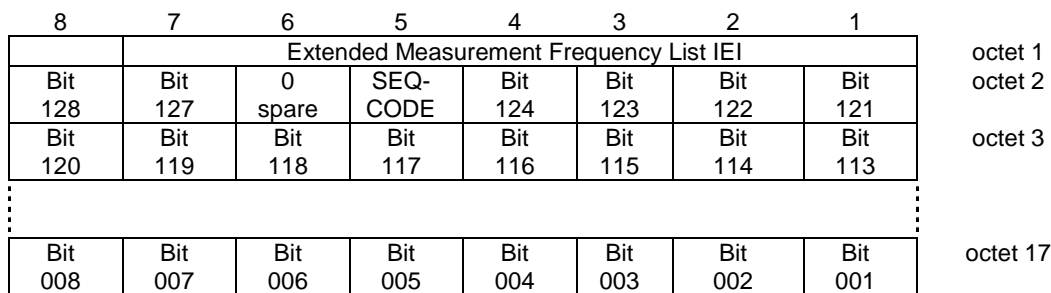 8 7 6 5 4 3 2 1
Extended Measurement Frequency List IEI octet 1
Bit Bit 0 SEQ- Bit Bit Bit Bit octet 2
128 127 spare CODE 124 123 122 121
Bit Bit Bit Bit Bit Bit Bit Bit octet 3
120 119 118 117 116 115 114 113
Bit Bit Bit Bit Bit Bit Bit Bit octet 17
008 007 006 005 004 003 002 001